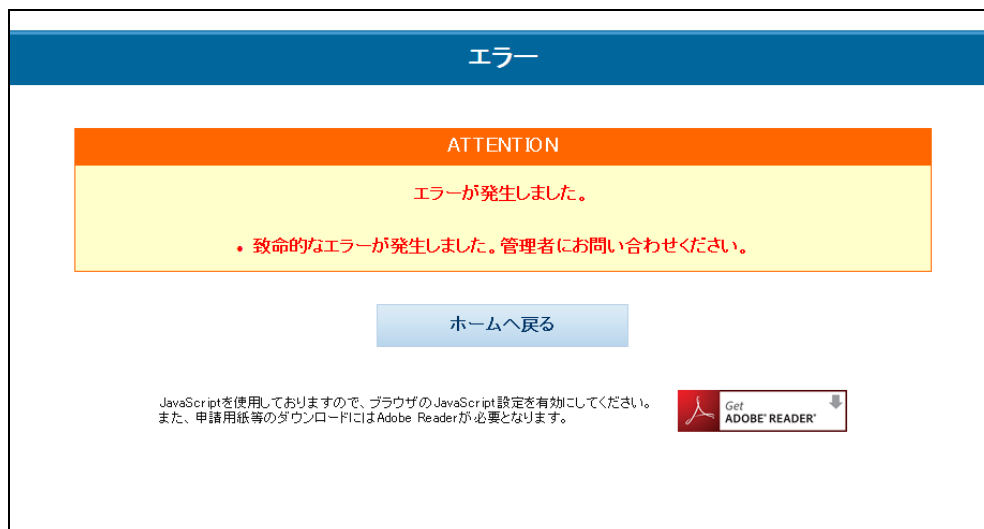 エラー
ATTENTION
エラーが発生しました。
• 致命的なエラーが発生しました。管理者にお問い合わせください。
ホームへ戻る
JavaScriptを使用しておりますので、ブラウザのJavaScript設定を有効にしてください。
また、申請用紙等のダウンロードにはAdobe Readerが必要となります。
Get
ADOBE® READER®